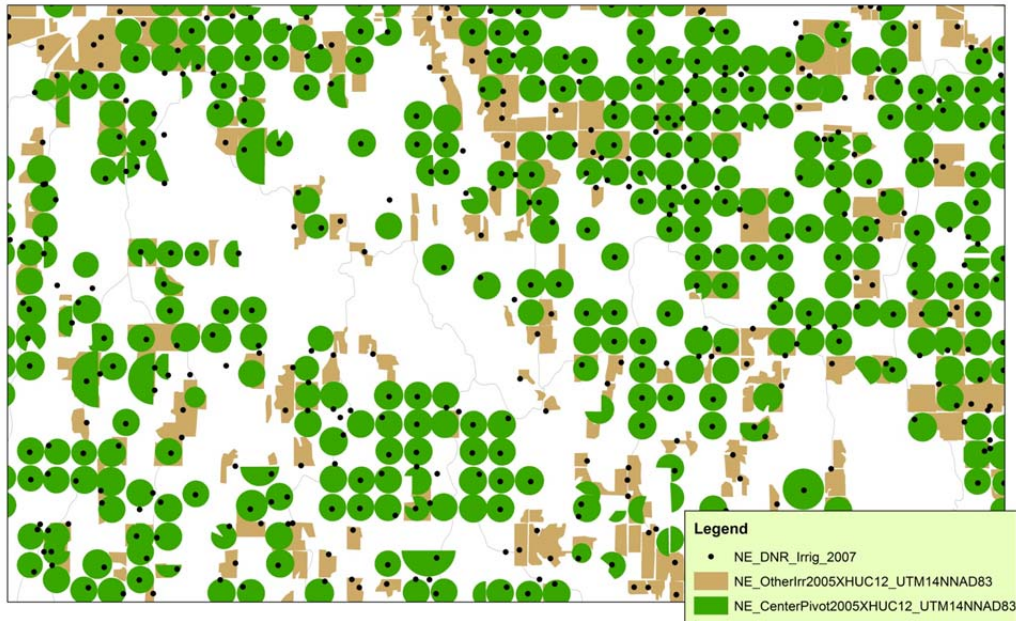 Legend
NE_DNR_Irrig_2007
NE_OtherIrr2005XHUC12_UTM14NNAD83
NE_CenterPivot2005XHUC12_UTM14NNAD83